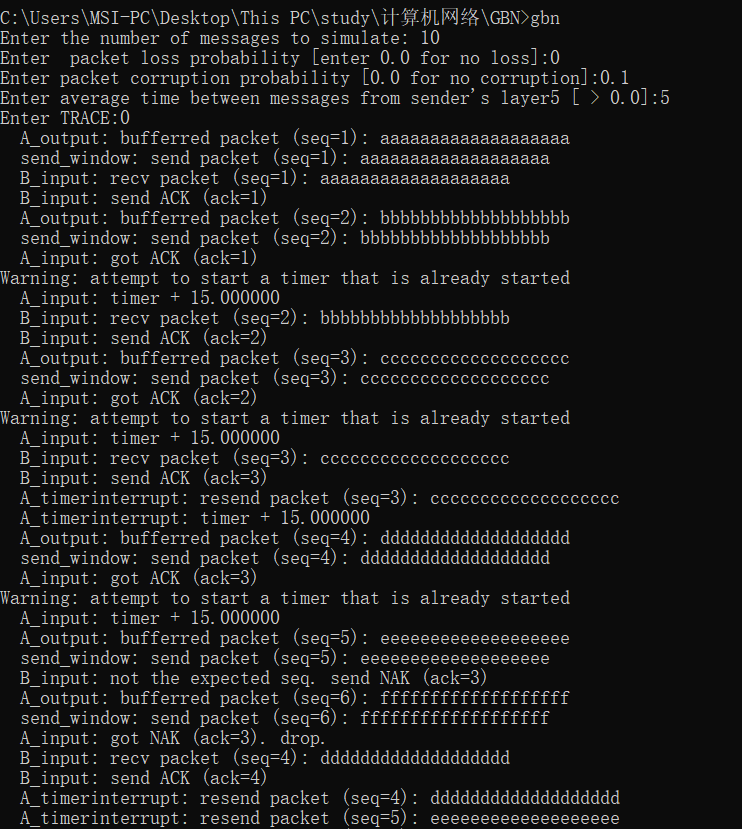 C:\Users\MSI-PC\Desktop\This PC\study\计算机网络\GBN>gbn
Enter the number of messages to simulate: 10
Enter  packet loss probability [enter 0.0 for no loss]:0
Enter packet corruption probability [0.0 for no corruption]:0.1
Enter average time between messages from sender's layer5 [ > 0.0]:5
Enter TRACE:0
  A_output: bufferred packet (seq=1): aaaaaaaaaaaaaaaaaaa
  send_window: send packet (seq=1): aaaaaaaaaaaaaaaaaaa
  B_input: recv packet (seq=1): aaaaaaaaaaaaaaaaaaa
  B_input: send ACK (ack=1)
  A_output: bufferred packet (seq=2): bbbbbbbbbbbbbbbbbbb
  send_window: send packet (seq=2): bbbbbbbbbbbbbbbbbbb
  A_input: got ACK (ack=1)
Warning: attempt to start a timer that is already started
  A_input: timer + 15.000000
  B_input: recv packet (seq=2): bbbbbbbbbbbbbbbbbbb
  B_input: send ACK (ack=2)
  A_output: bufferred packet (seq=3): ccccccccccccccccccc
  send_window: send packet (seq=3): ccccccccccccccccccc
  A_input: got ACK (ack=2)
Warning: attempt to start a timer that is already started
  A_input: timer + 15.000000
  B_input: recv packet (seq=3): ccccccccccccccccccc
  B_input: send ACK (ack=3)
  A_timerinterrupt: resend packet (seq=3): ccccccccccccccccccc
  A_timerinterrupt: timer + 15.000000
  A_output: bufferred packet (seq=4): ddddddddddddddddddd
  send_window: send packet (seq=4): ddddddddddddddddddd
  A_input: got ACK (ack=3)
Warning: attempt to start a timer that is already started
  A_input: timer + 15.000000
  A_output: bufferred packet (seq=5): eeeeeeeeeeeeeeeeeee
  send_window: send packet (seq=5): eeeeeeeeeeeeeeeeeee
  B_input: not the expected seq. send NAK (ack=3)
  A_output: bufferred packet (seq=6): fffffffffffffffffff
  send_window: send packet (seq=6): fffffffffffffffffff
  A_input: got NAK (ack=3). drop.
  B_input: recv packet (seq=4): ddddddddddddddddddd
  B_input: send ACK (ack=4)
  A_timerinterrupt: resend packet (seq=4): ddddddddddddddddddd
  A_timerinterrupt: resend packet (seq=5): eeeeeeeeeeeeeeeeeee